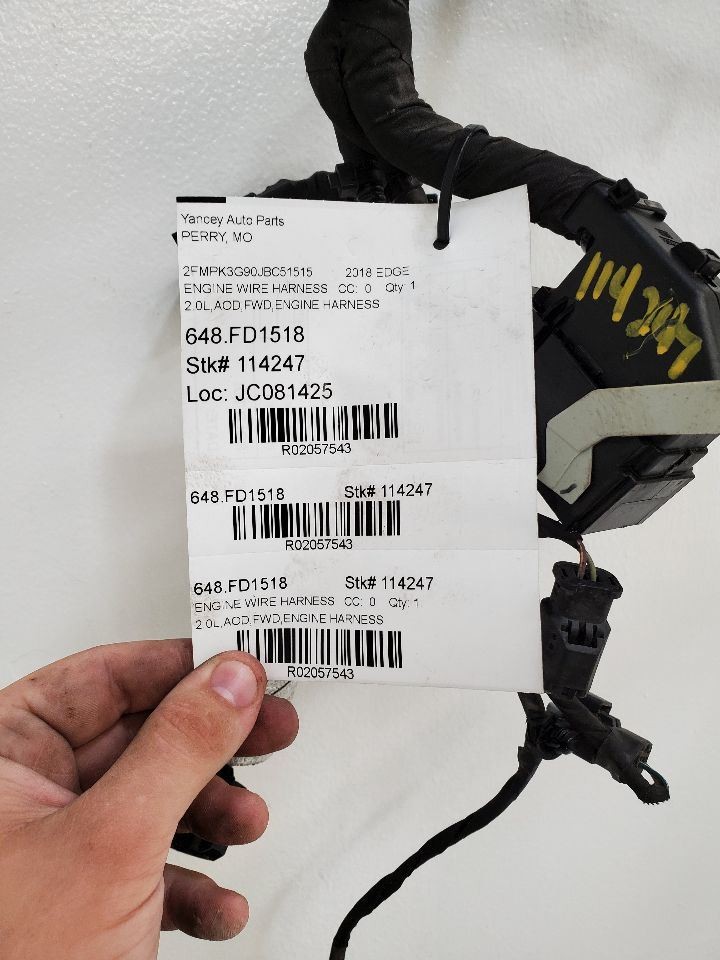 Yancey Auto Parts
PERRY, MO
2FMPK3G90JBC51515 2018 EDGE
ENGINE WIRE HARNESS CC: 0 Qty: 1
2.0L,AOD,FWD,ENGINE HARNESS
648.FD1518
Stk# 114247
Loc: JC081425
R02057543
648.FD1518 Stk# 114247
R02057543
648.FD1518 Stk# 114247
ENGINE WIRE HARNESS CC: 0 Qty: 1
2.0L,AOD,FWD,ENGINE HARNESS
R02057543
114247